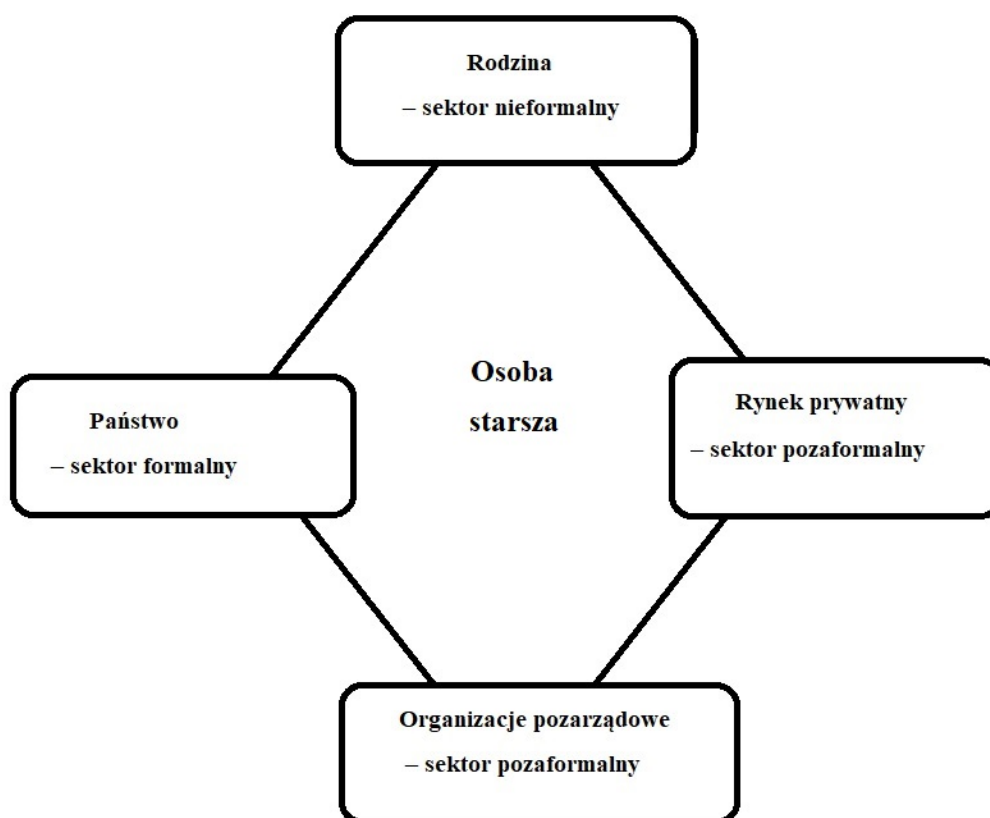 Rodzina
– sektor nieformalny
Osoba
starsza
Państwo
– sektor formalny
Rynek prywatny
– sektor pozaformalny
Organizacje pozarządowe
– sektor pozaformalny